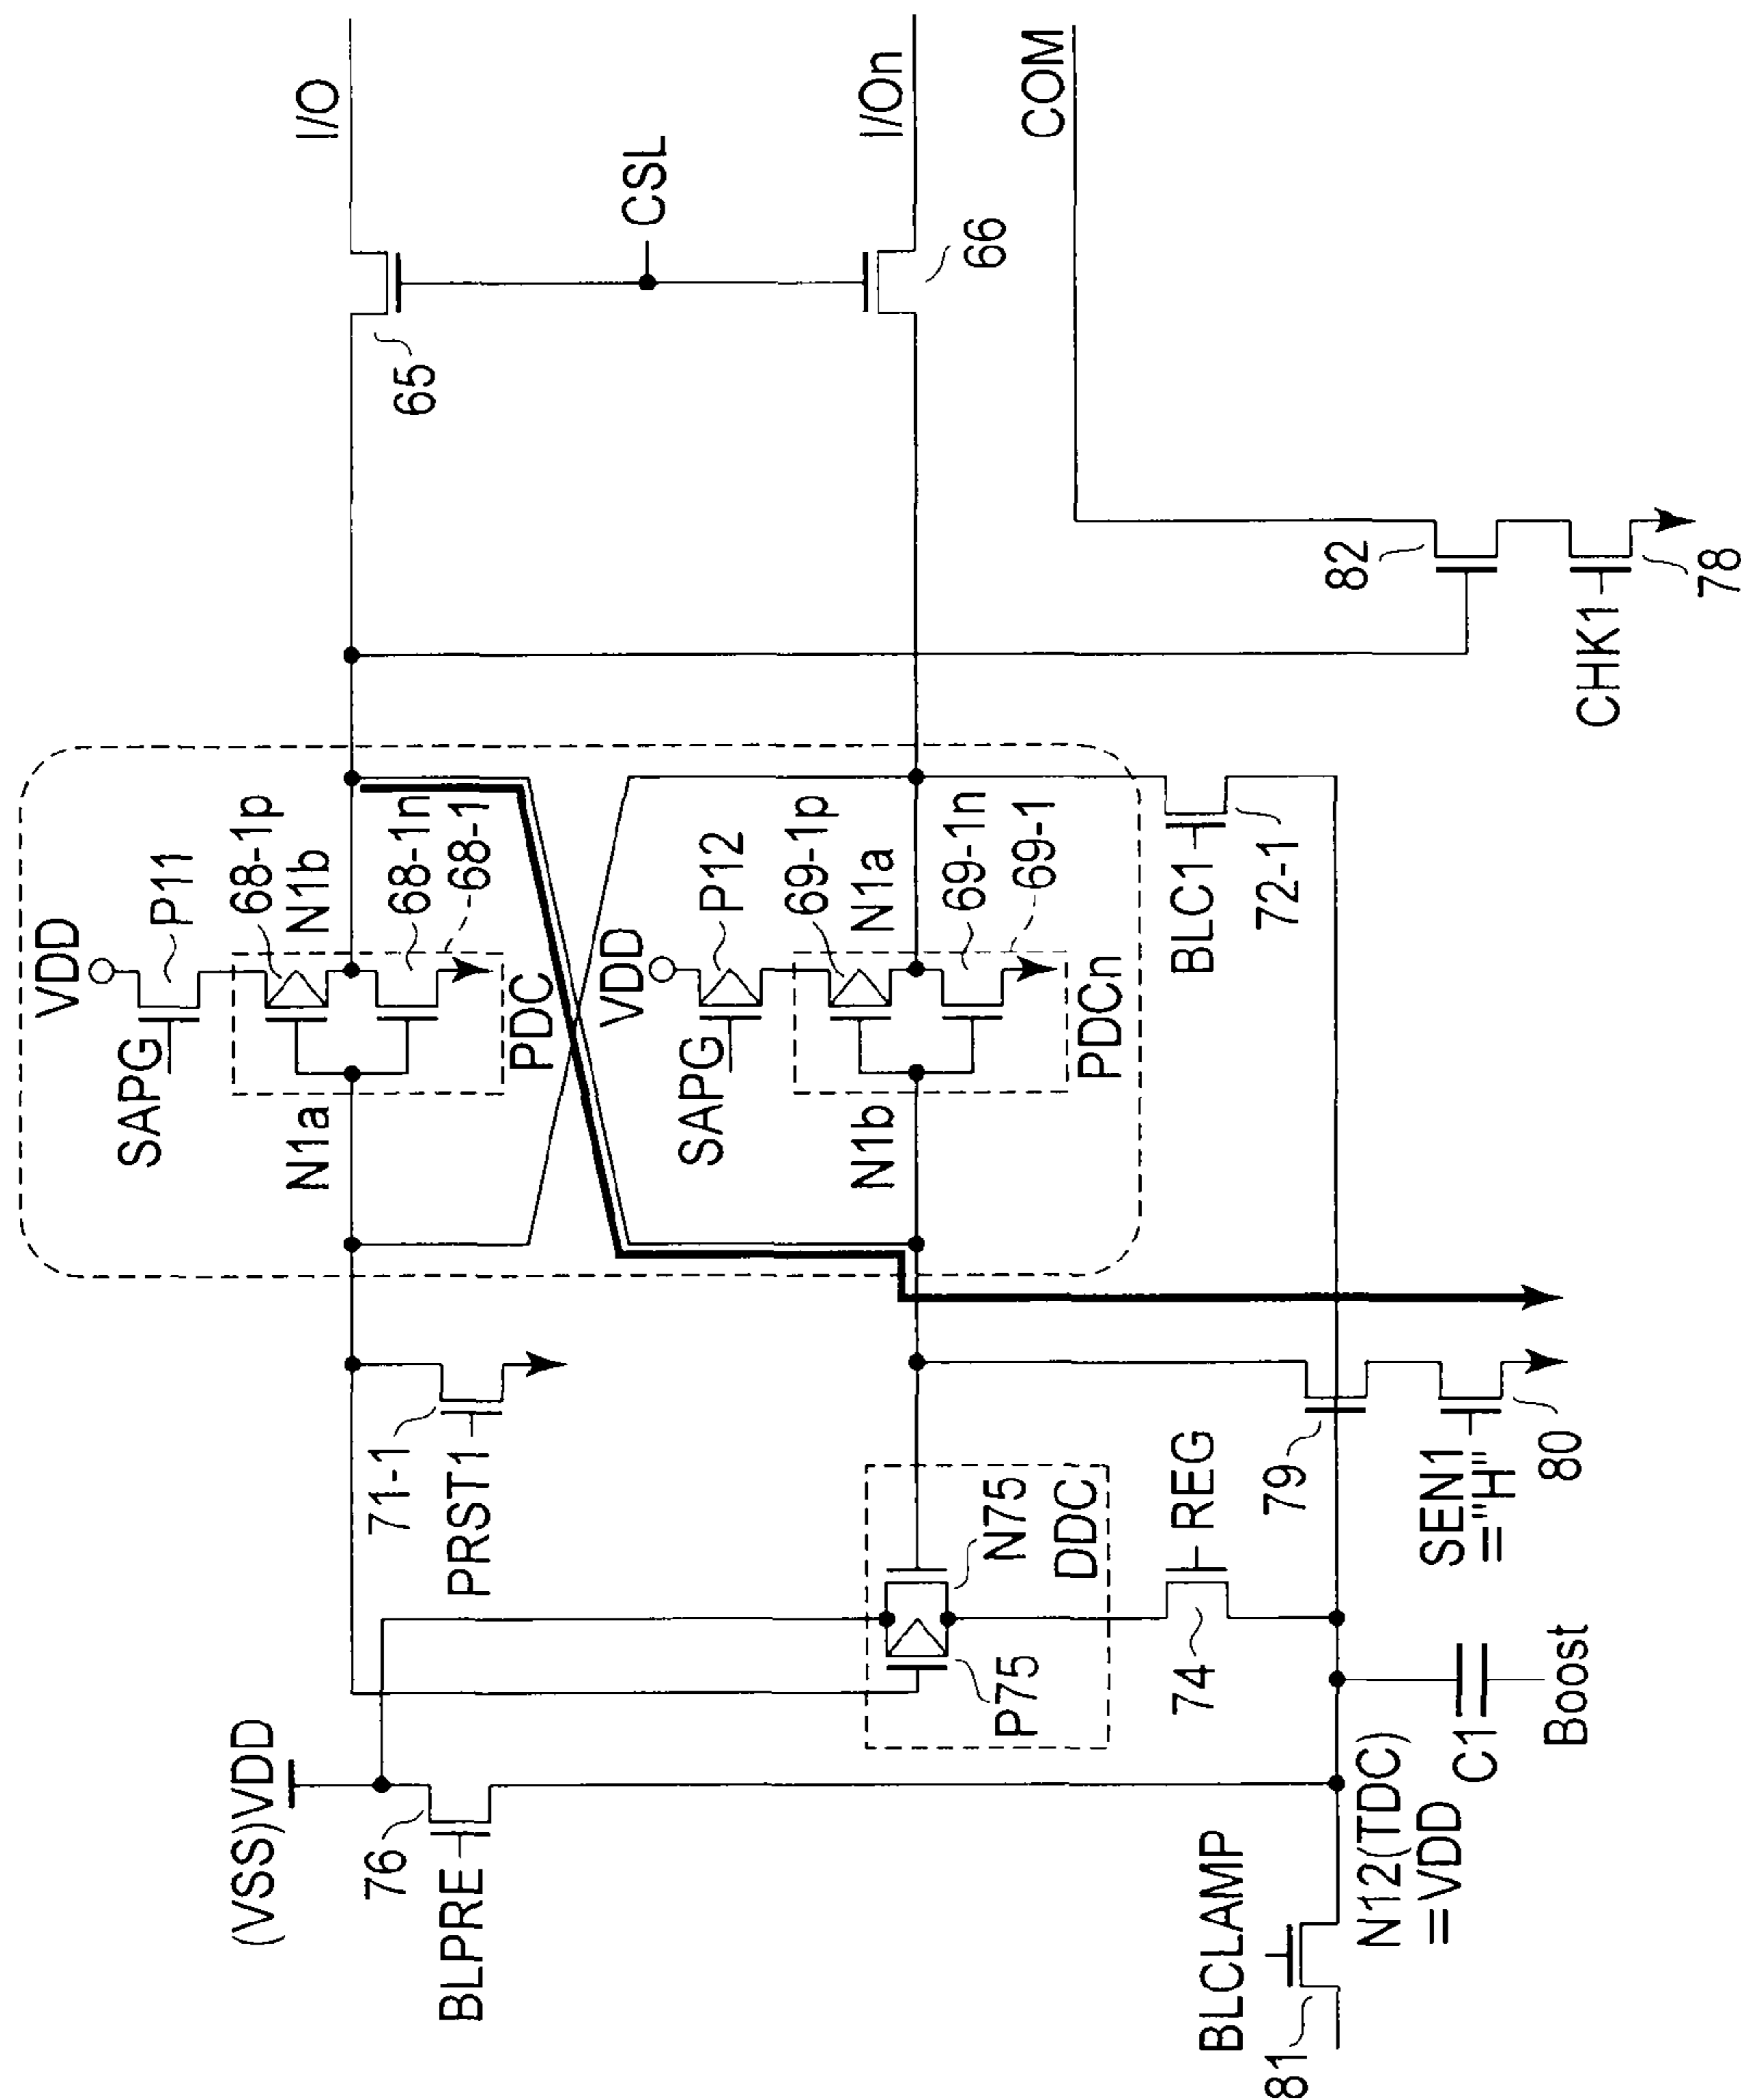 I/O
I/On
COM
CSL
65
66
82
CHK1
78
VDD
SAPG
P11
68-1p
N1b
68-1n
68-1
PDC
N1a
VDD
SAPG
P12
69-1p
N1a
69-1n
69-1
PDCn
N1b
BLC1
72-1
71-1
PRST1
N75
DDC
P75
REG
74
79
SEN1
="H"
80
(VSS)VDD
76
BLPRE
BLCLAMP
81
N12(TDC)
=VDD
C1
Boost